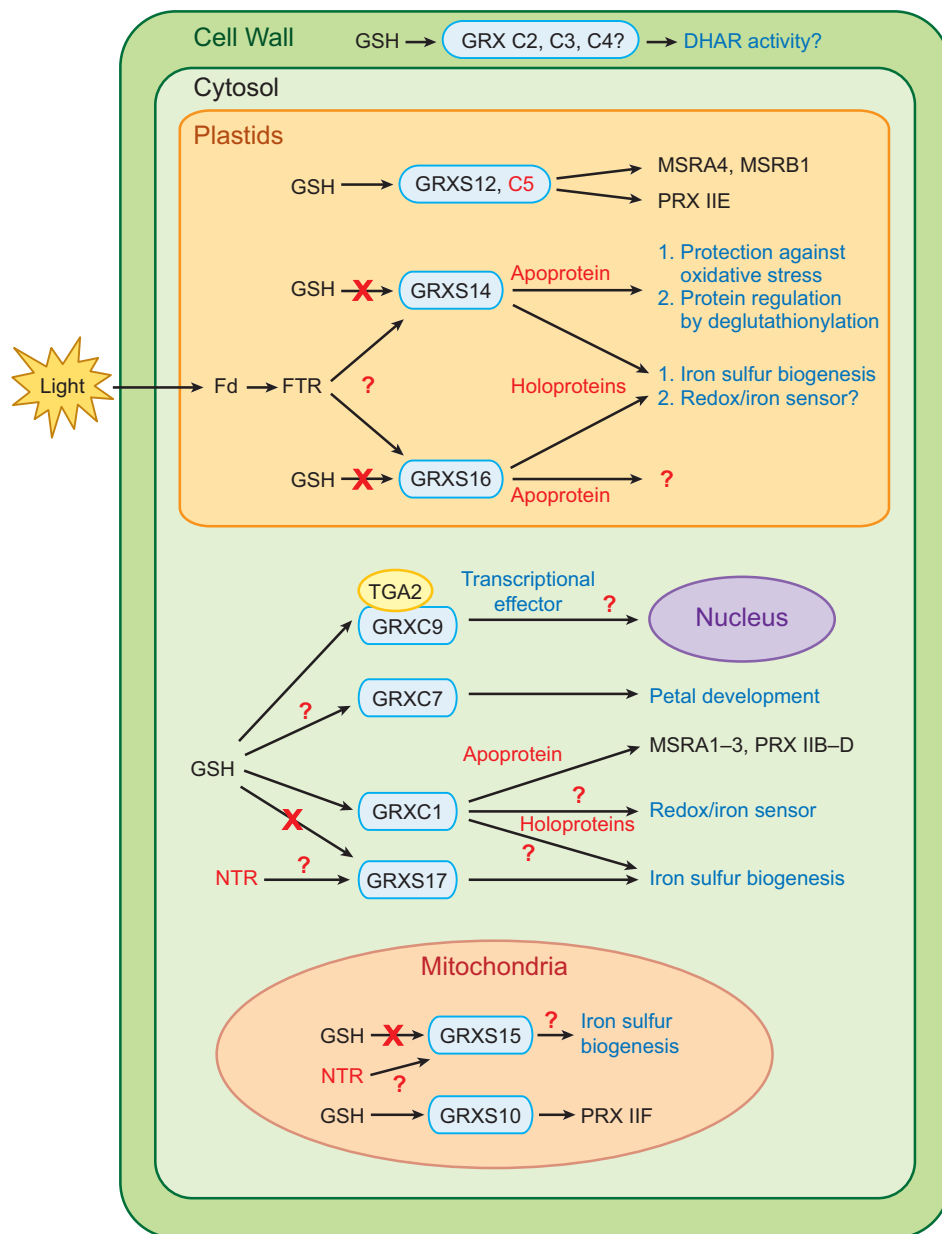 Cell Wall
GSH
GRX C2, C3, C4?
DHAR activity?
Cytosol
Plastids
GSH
GRXS12, C5
MSRA4, MSRB1
PRX IIE
GSH
X
GRXS14
Apoprotein
1. Protection against
oxidative stress
2. Protein regulation
by deglutathionylation
Light
Fd
FTR
?
Holoproteins
1. Iron sulfur biogenesis
2. Redox/iron sensor?
GSH
X
GRXS16
Apoprotein
?
TGA2
GRXC9
Transcriptional
effector
?
Nucleus
?
GRXC7
Petal development
GSH
X
GRXC1
Apoprotein
MSRA1–3, PRX IIB–D
?
Redox/iron sensor
Holoproteins
?
NTR
?
GRXS17
Iron sulfur biogenesis
Mitochondria
GSH
X
GRXS15
?
Iron sulfur
biogenesis
NTR
?
GSH
GRXS10
PRX IIF